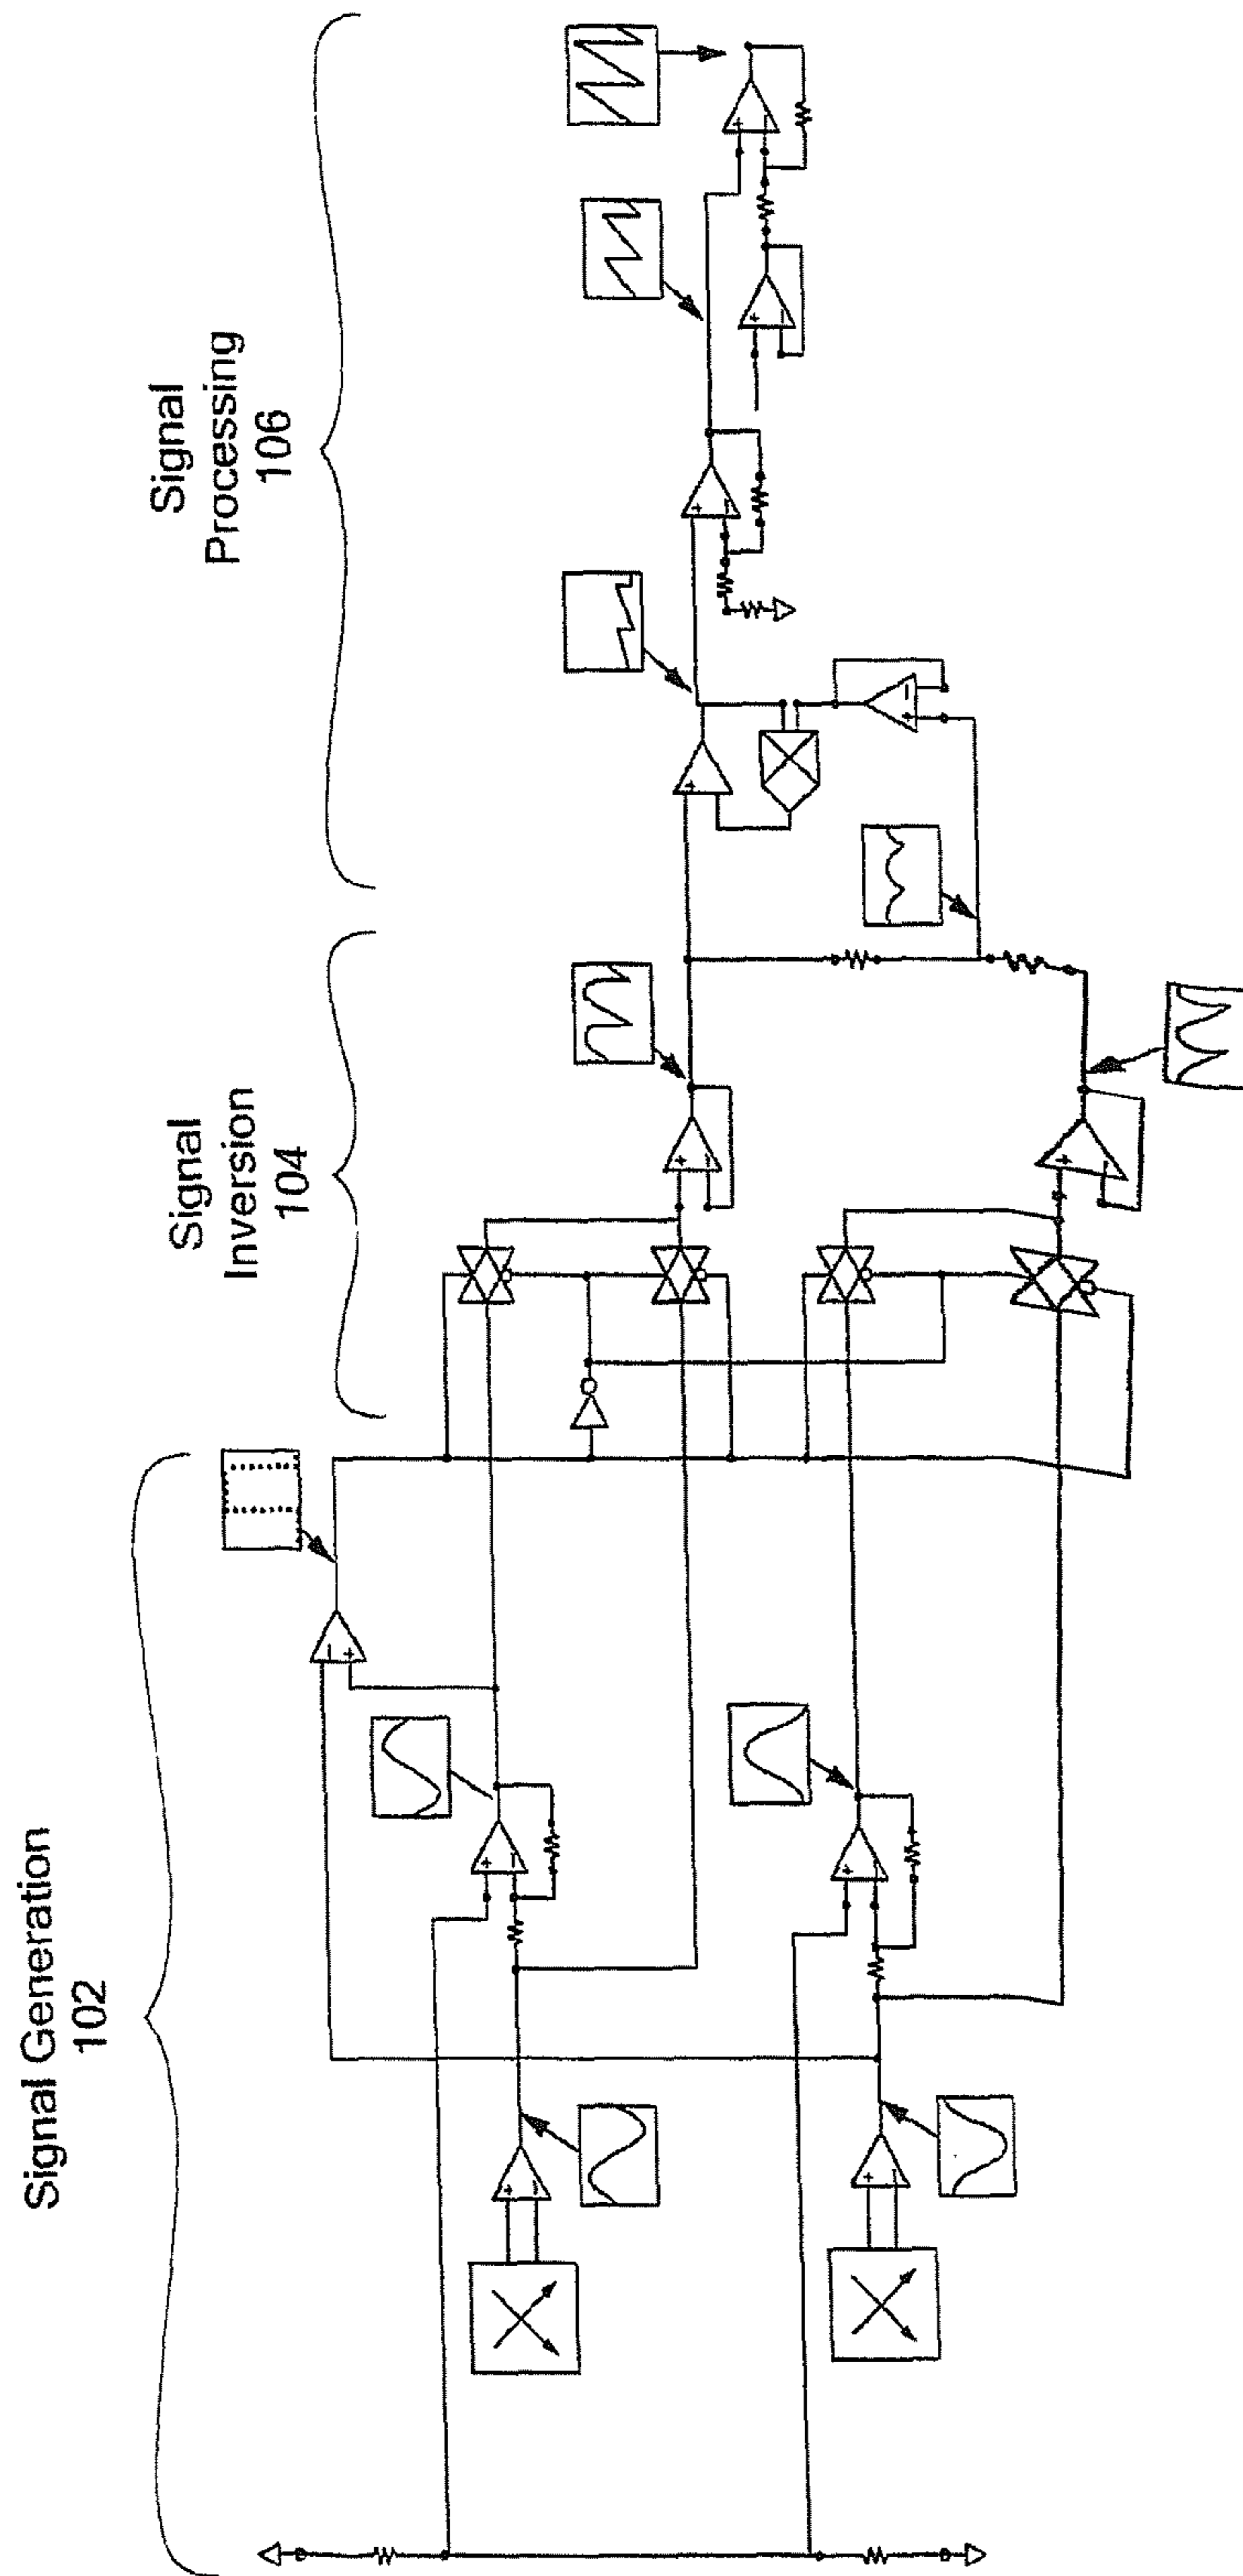 Signal Generation
102
Signal
Inversion
104
Signal
Processing
106